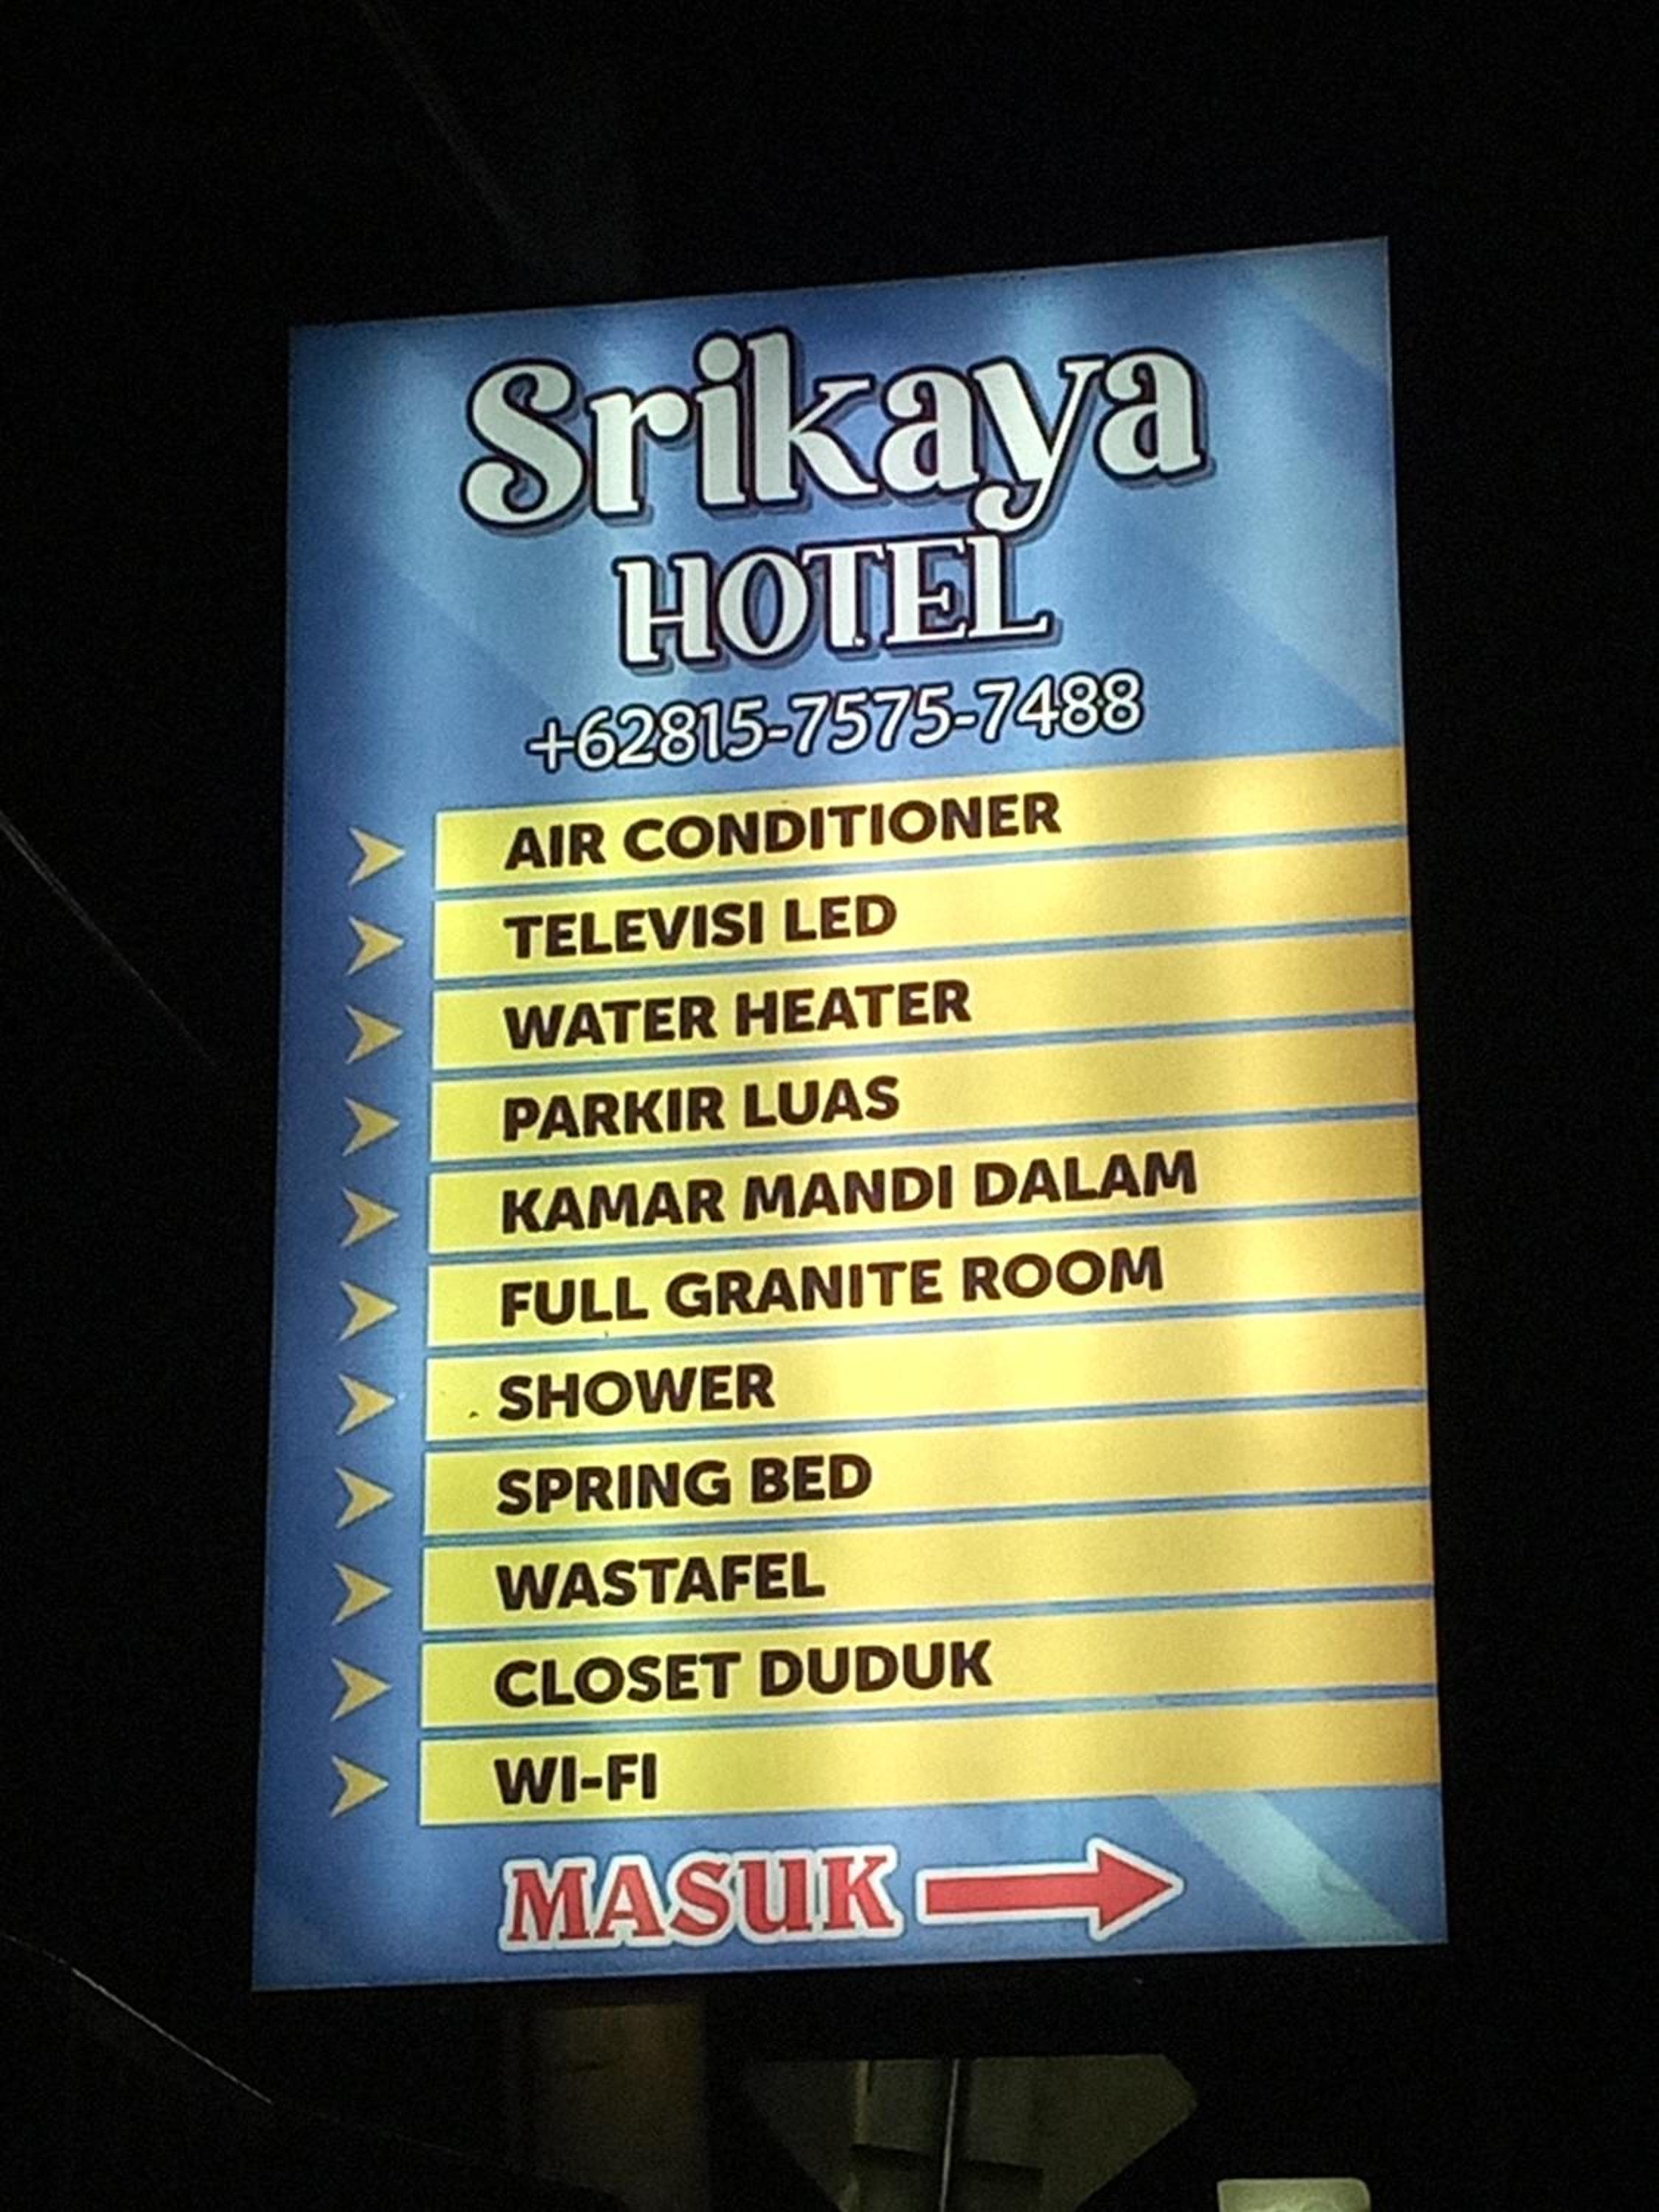 Srikaya
HOTEL
+62815-7575-7488
AIR CONDITIONER
TELEVISI LED
WATER HEATER
PARKIR LUAS
KAMAR MANDI DALAM
FULL GRANITE ROOM
SHOWER
SPRING BED
WASTAFEL
CLOSET DUDUK
WI-FI
MASUK